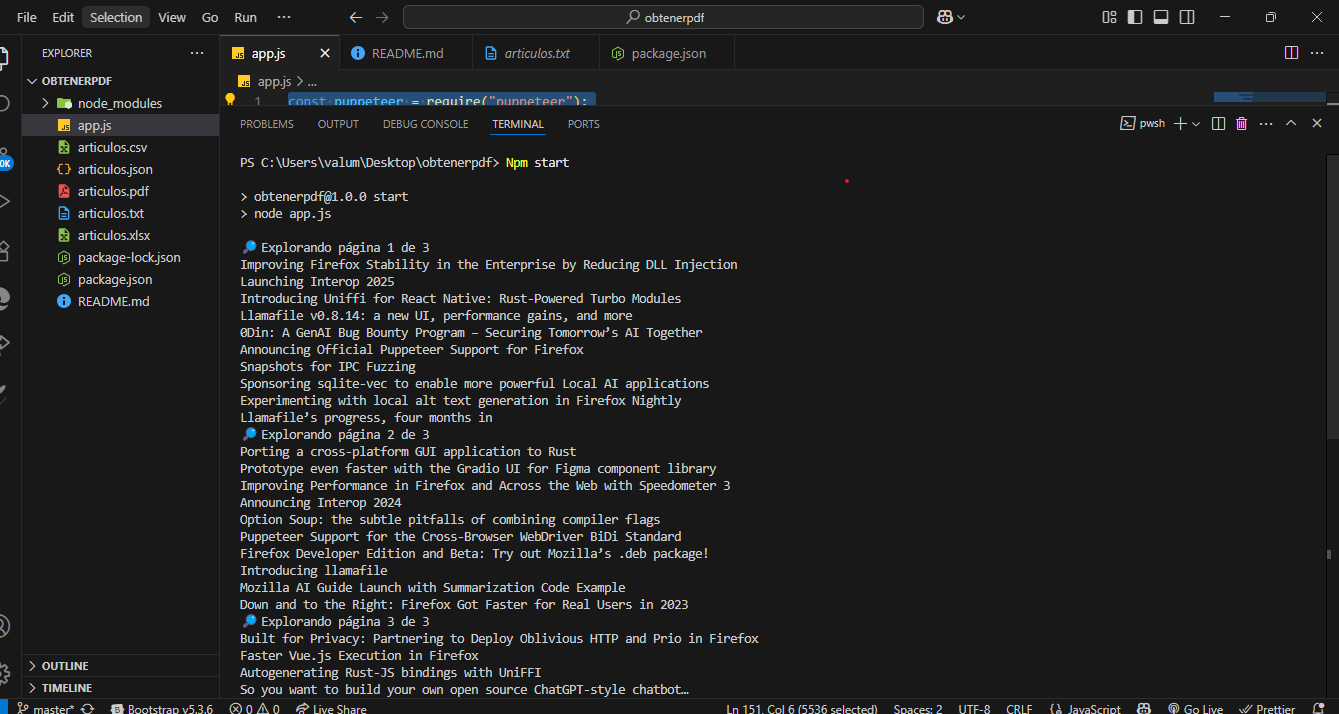 File Edit Selection View Go Run ··· obtenerpdf
EXPLORER ···
OBTENERPDF
node_modules
app.js
articulos.csv
articulos.json
articulos.pdf
articulos.txt
articulos.xlsx
package-lock.json
package.json
README.md
OUTLINE
TIMELINE
app.js README.md articulos.txt package.json
app.js > ...
1 const puppeteer = require("puppeteer");
PROBLEMS OUTPUT DEBUG CONSOLE TERMINAL PORTS pwsh
PS C:\Users\valum\Desktop\obtenerpdf> Npm start
> obtenerpdf@1.0.0 start
> node app.js
🔎 Explorando página 1 de 3
Improving Firefox Stability in the Enterprise by Reducing DLL Injection
Launching Interop 2025
Introducing Uniffi for React Native: Rust-Powered Turbo Modules
Llamafile v0.8.14: a new UI, performance gains, and more
0Din: A GenAI Bug Bounty Program – Securing Tomorrow’s AI Together
Announcing Official Puppeteer Support for Firefox
Snapshots for IPC Fuzzing
Sponsoring sqlite-vec to enable more powerful Local AI applications
Experimenting with local alt text generation in Firefox Nightly
Llamafile’s progress, four months in
🔎 Explorando página 2 de 3
Porting a cross-platform GUI application to Rust
Prototype even faster with the Gradio UI for Figma component library
Improving Performance in Firefox and Across the Web with Speedometer 3
Announcing Interop 2024
Option Soup: the subtle pitfalls of combining compiler flags
Puppeteer Support for the Cross-Browser WebDriver BiDi Standard
Firefox Developer Edition and Beta: Try out Mozilla’s .deb package!
Introducing llamafile
Mozilla AI Guide Launch with Summarization Code Example
Down and to the Right: Firefox Got Faster for Real Users in 2023
🔎 Explorando página 3 de 3
Built for Privacy: Partnering to Deploy Oblivious HTTP and Prio in Firefox
Faster Vue.js Execution in Firefox
Autogenerating Rust-JS bindings with UniFFI
So you want to build your own open source ChatGPT-style chatbot…
master* Bootstrap v5.3.6 0 0 Live Share Ln 151, Col 6 (5536 selected) Spaces: 2 UTF-8 CRLF {} JavaScript Go Live Prettier